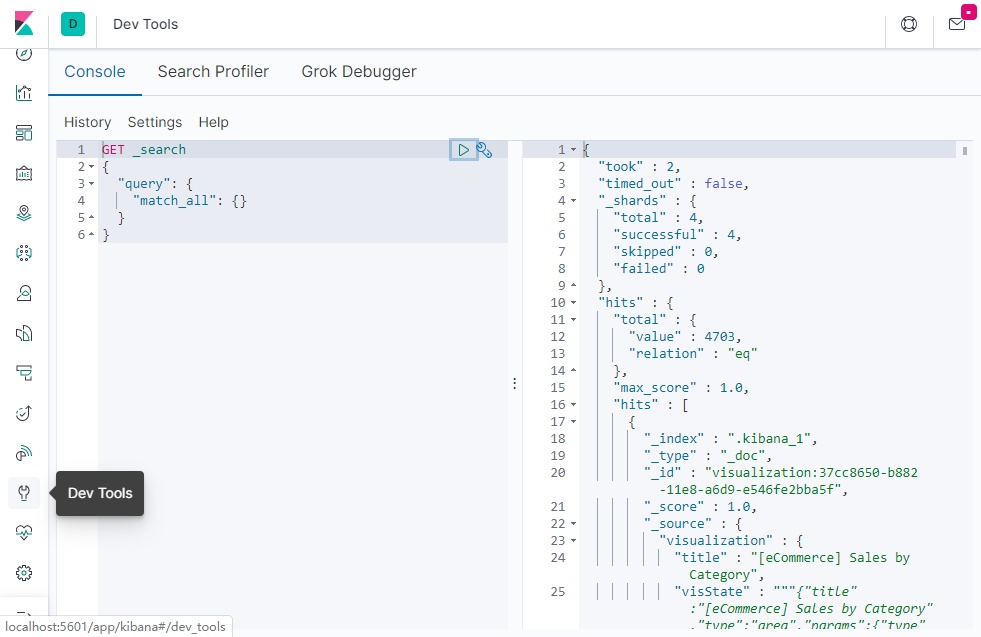 D Dev Tools
Console Search Profiler Grok Debugger
History Settings Help
1 GET _search
2 {
3 "query": {
4 "match_all": {}
5 }
6 }
1 {
2 "took" : 2,
3 "timed_out" : false,
4 "_shards" : {
5 "total" : 4,
6 "successful" : 4,
7 "skipped" : 0,
8 "failed" : 0
9 },
10 "hits" : {
11 "total" : {
12 "value" : 4703,
13 "relation" : "eq"
14 },
15 "max_score" : 1.0,
16 "hits" : [
17 {
18 "_index" : ".kibana_1",
19 "_type" : "_doc",
20 "_id" : "visualization:37cc8650-b882
-11e8-a6d9-e546fe2bba5f",
21 "_score" : 1.0,
22 "_source" : {
23 "visualization" : {
24 "title" : "[eCommerce] Sales by
Category",
25 "visState" : """{"title"
:"[eCommerce] Sales by Category"
,"type":"area","params":{"type"
Dev Tools
localhost:5601/app/kibana#/dev_tools